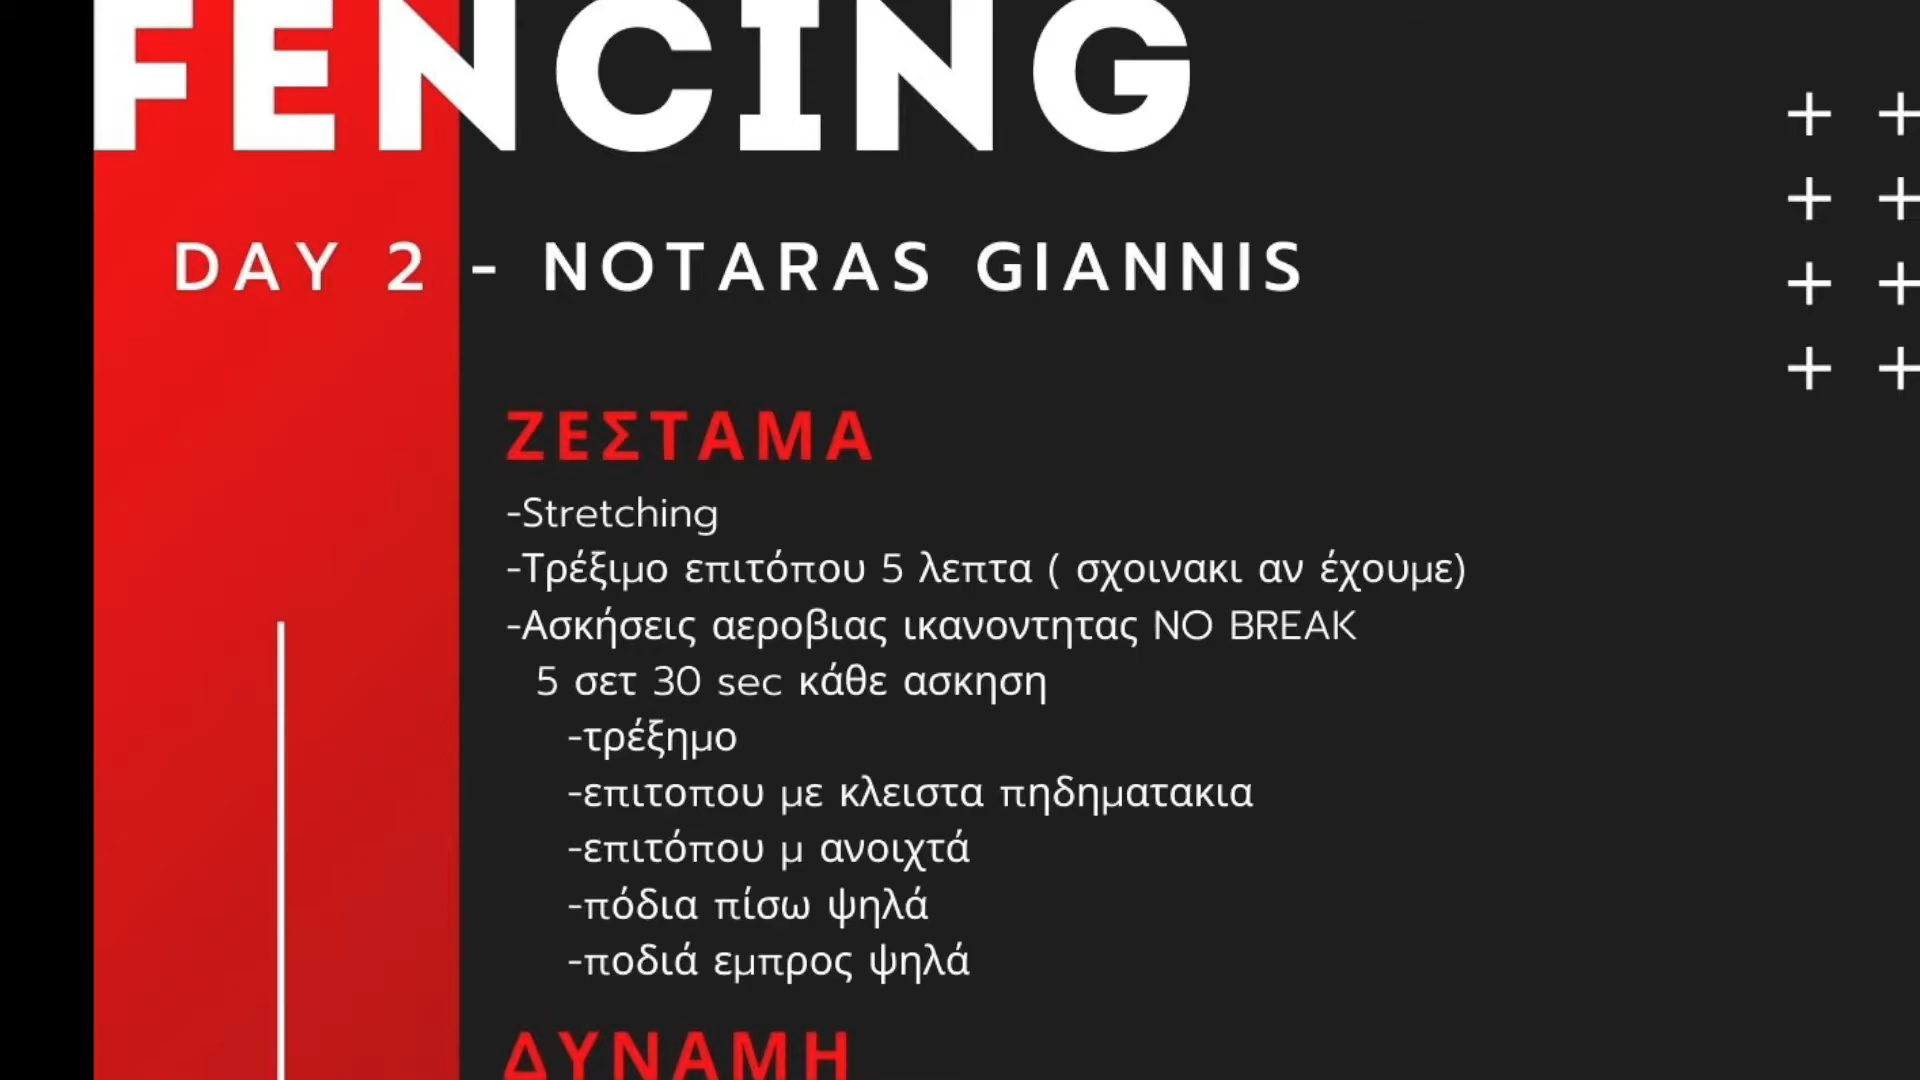 FENCING
DAY 2 - NOTARAS GIANNIS
ΖΕΣΤΑΜΑ
-Stretching
-Τρέξιμο επιτόπου 5 λεπτα ( σχοινακι αν έχουμε)
-Ασκήσεις αεροβιας ικανοντητας NO BREAK
5 σετ 30 sec κάθε ασκηση
-τρέξημο
-επιτοπου με κλειστα πηδηματακια
-επιτόπου μ ανοιχτά
-πόδια πίσω ψηλά
-ποδιά εμπρος ψηλά
ΔΥΝΑΜΗ